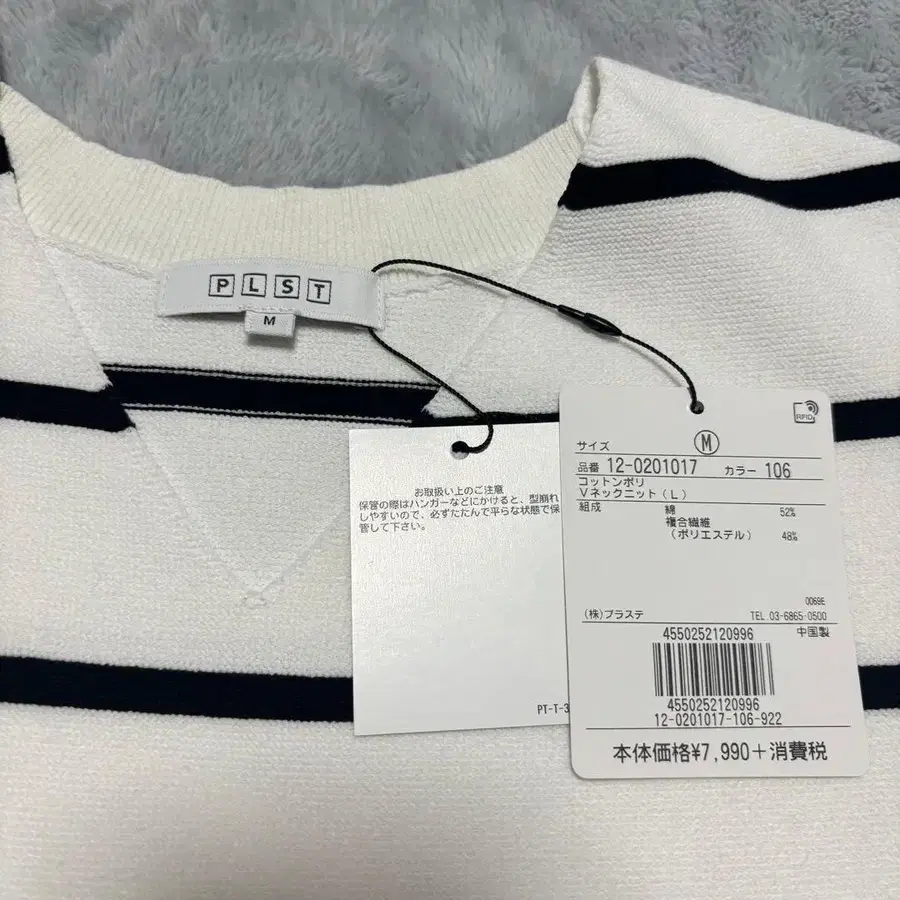 PLST
M
お取扱い上のご注意
保管の際はハンガーなどにかけると、型崩れ
しやすいので、必ずたたんで平らな状態で保
管して下さい。
PT-T-3
RFID
サイズ M
品番 12-0201017 カラー 106
コットンポリ
Vネックニット(L)
組成 綿 52%
複合繊維
(ポリエステル) 48%
0069E
(株)プラステ TEL 03-6865-0500
4550252120996 中国製
4550252120996
12-0201017-106-922
本体価格¥7,990+消費税